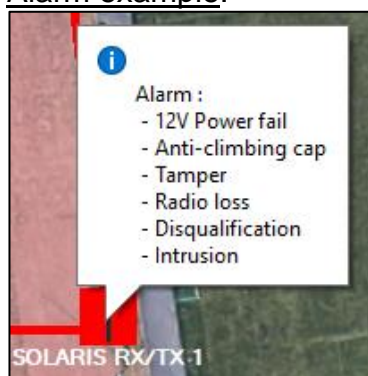 Alarm example:
Alarm :
- 12V Power fail
- Anti-climbing cap
- Tamper
- Radio loss
- Disqualification
- Intrusion
SOLARIS RX/TX 1